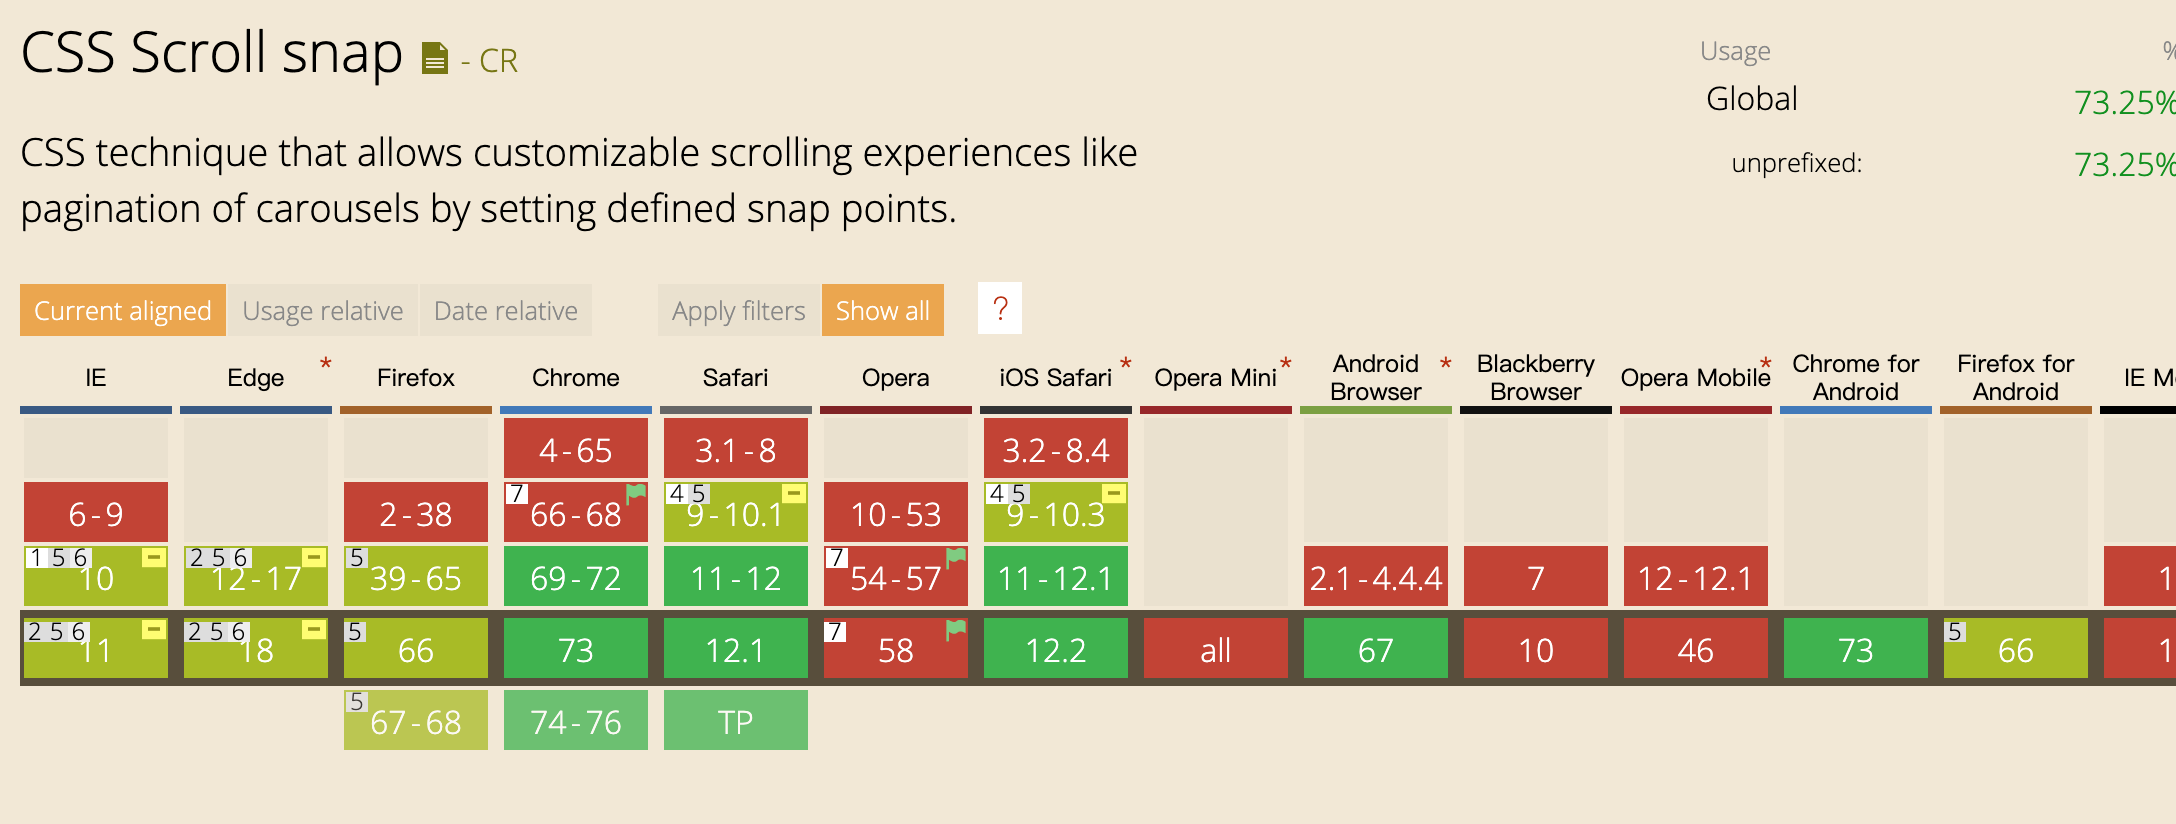 CSS Scroll snap - CR
Usage %
Global 73.25%
unprefixed: 73.25%
CSS technique that allows customizable scrolling experiences like
pagination of carousels by setting defined snap points.
Current aligned Usage relative Date relative Apply filters Show all ?
IE Edge * Firefox Chrome Safari Opera iOS Safari * Opera Mini * Android Browser * Blackberry Browser Opera Mobile * Chrome for Android Firefox for Android IE M
4-65 3.1-8 3.2-8.4
6-9 2-38 7 66-68 4 5 9-10.1 10-53 4 5 9-10.3
1 5 6 10 2 5 6 12-17 5 39-65 69-72 11-12 7 54-57 11-12.1 2.1-4.4.4 7 12-12.1 1
2 5 6 11 2 5 6 18 5 66 73 12.1 7 58 12.2 all 67 10 46 73 5 66 1
5 67-68 74-76 TP